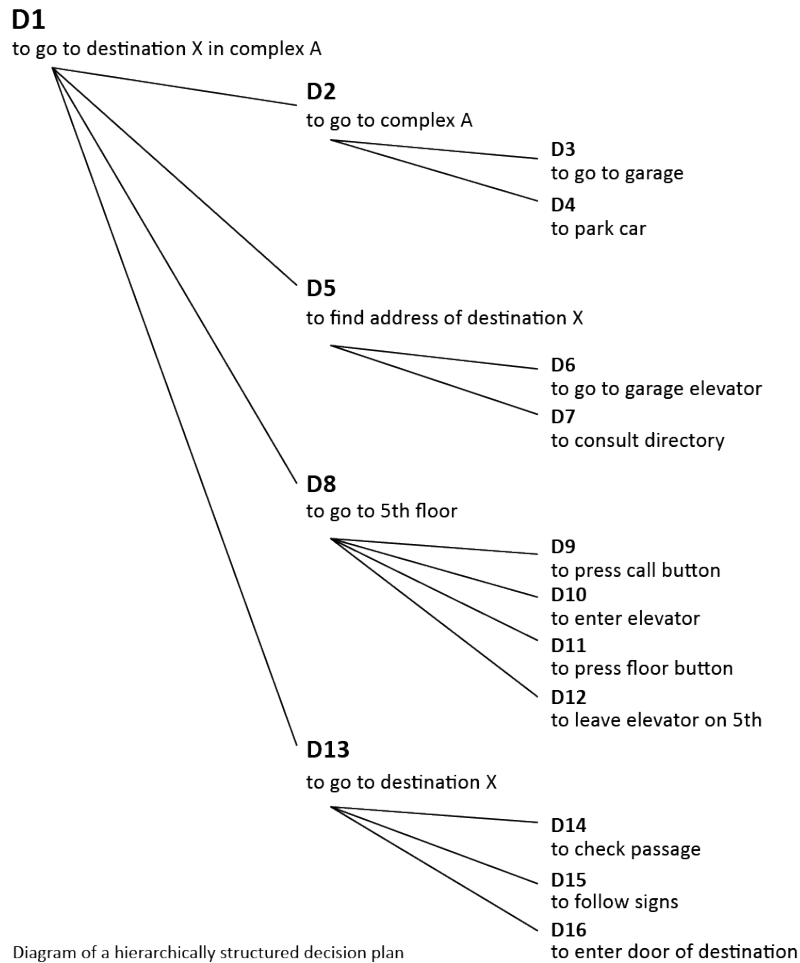 D1
to go to destination X in complex A
D2
to go to complex A
D3
to go to garage
D4
to park car
D5
to find address of destination X
D6
to go to garage elevator
D7
to consult directory
D8
to go to 5th floor
D9
to press call button
D10
to enter elevator
D11
to press floor button
D12
to leave elevator on 5th
D13
to go to destination X
D14
to check passage
D15
to follow signs
D16
to enter door of destination
Diagram of a hierarchically structured decision plan